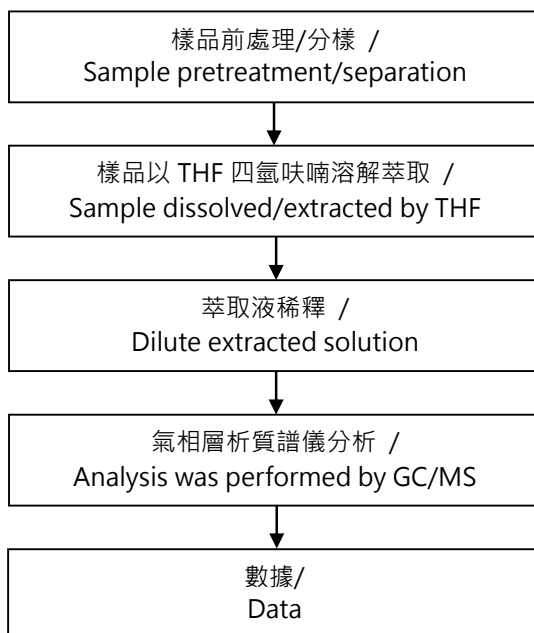 樣品前處理/分樣 /
Sample pretreatment/separation
樣品以 THF 四氫呋喃溶解萃取 /
Sample dissolved/extracted by THF
萃取液稀釋 /
Dilute extracted solution
氣相層析質譜儀分析 /
Analysis was performed by GC/MS
數據/
Data